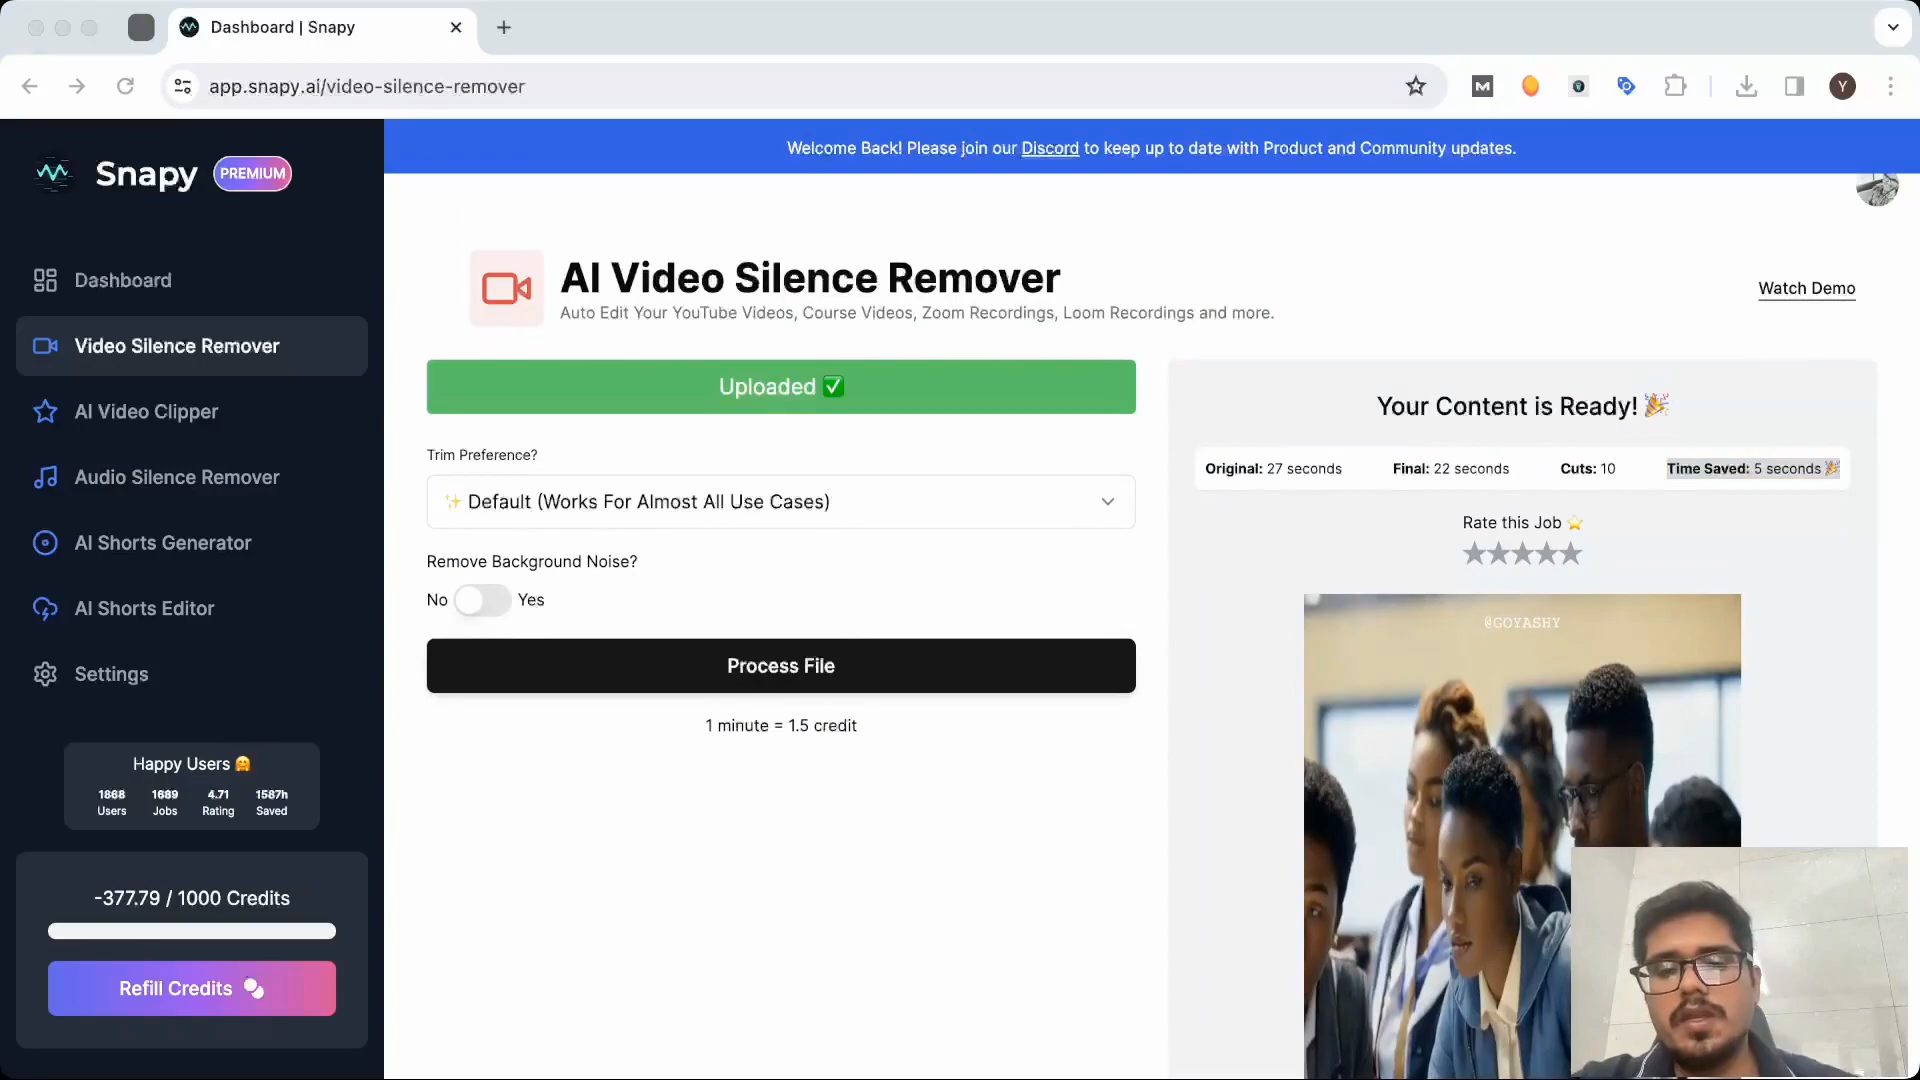 Dashboard | Snapy
app.snapy.ai/video-silence-remover
M
Y
Snapy PREMIUM
Dashboard
Video Silence Remover
AI Video Clipper
Audio Silence Remover
AI Shorts Generator
AI Shorts Editor
Settings
Happy Users 🤗
1868 1689 4.71 1587h
Users Jobs Rating Saved
-377.79 / 1000 Credits
Refill Credits
Welcome Back! Please join our Discord to keep up to date with Product and Community updates.
AI Video Silence Remover
Auto Edit Your YouTube Videos, Course Videos, Zoom Recordings, Loom Recordings and more.
Watch Demo
Uploaded ✅
Trim Preference?
✨ Default (Works For Almost All Use Cases)
Remove Background Noise?
No Yes
Process File
1 minute = 1.5 credit
Your Content is Ready! 🎉
Original: 27 seconds Final: 22 seconds Cuts: 10 Time Saved: 5 seconds 🎉
Rate this Job ⭐
★★★★★
@GOYASHY